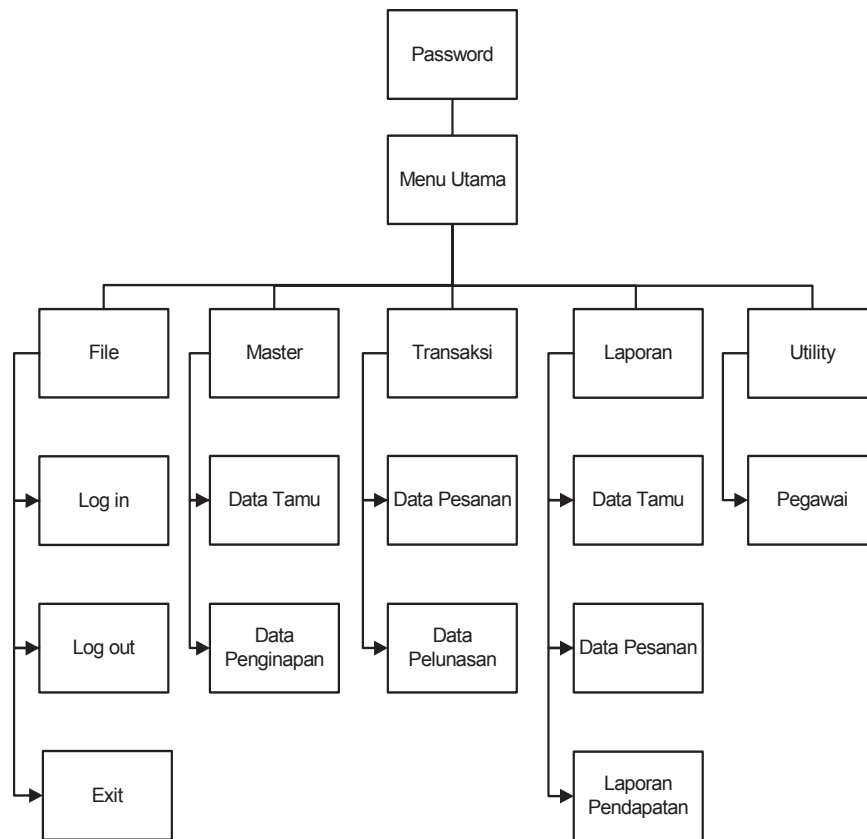 Password
Menu Utama
File
Master
Transaksi
Laporan
Utility
Log in
Data Tamu
Data Pesanan
Data Tamu
Pegawai
Log out
Data
Penginapan
Data
Pelunasan
Data Pesanan
Exit
Laporan
Pendapatan